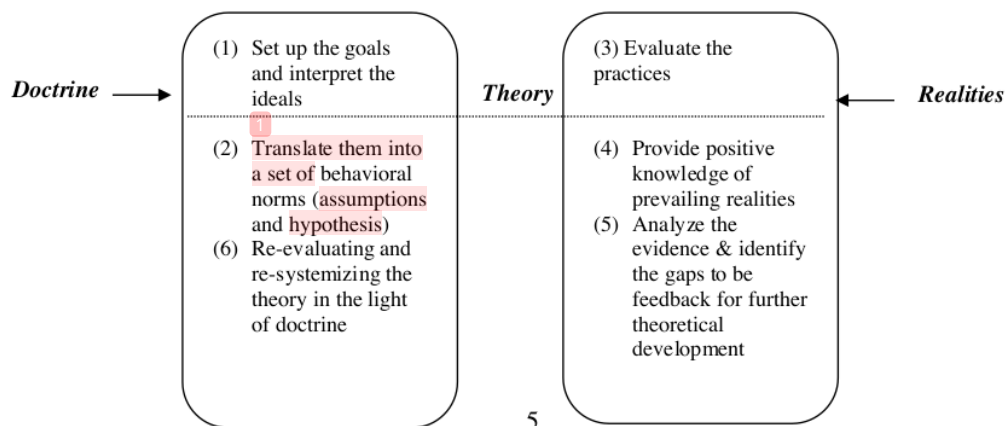 Doctrine
(1) Set up the goals
and interpret the
ideals
1
(2) Translate them into
a set of behavioral
norms (assumptions
and hypothesis)
(6) Re-evaluating and
re-systemizing the
theory in the light
of doctrine
Theory
(3) Evaluate the
practices
(4) Provide positive
knowledge of
prevailing realities
(5) Analyze the
evidence & identify
the gaps to be
feedback for further
theoretical
development
Realities
5